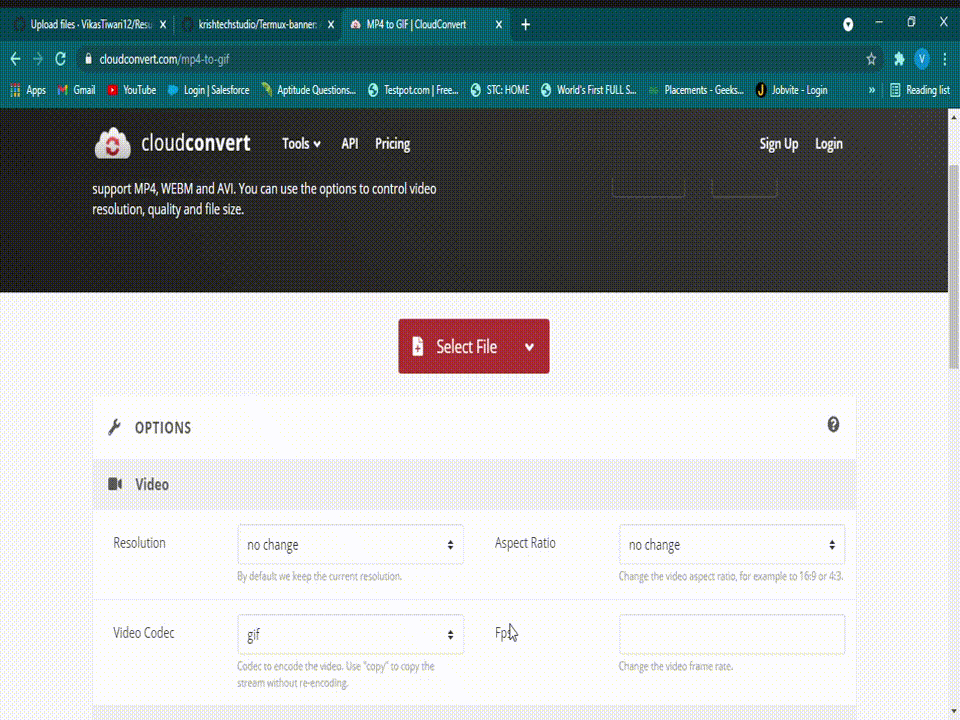 Upload files · VikasTiwari12/Resu
krishtechstudio/Termux-banner:
MP4 to GIF | CloudConvert
cloudconvert.com/mp4-to-gif
V
Apps
Gmail
YouTube
Login | Salesforce
Aptitude Questions...
Testpot.com | Free...
STC: HOME
World's First FULL S...
Placements - Geeks...
Jobvite - Login
»
Reading list
cloudconvert
Tools
API
Pricing
Sign Up
Login
support MP4, WEBM and AVI. You can use the options to control video
resolution, quality and file size.
Select File
OPTIONS
Video
Resolution
no change
By default we keep the current resolution.
Aspect Ratio
no change
Change the video aspect ratio, for example to 16:9 or 4:3.
Video Codec
gif
Codec to encode the video. Use "copy" to copy the
stream without re-encoding.
Fps
Change the video frame rate.